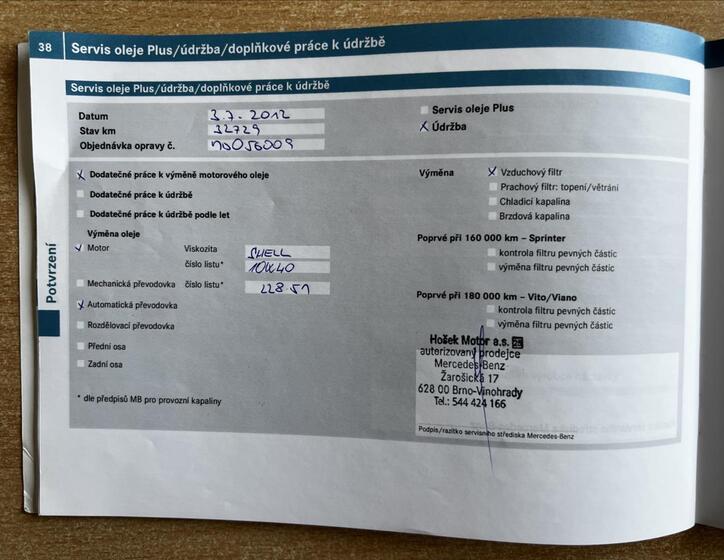 38 Servis oleje Plus/údržba/doplňkové práce k údržbě
Servis oleje Plus/údržba/doplňkové práce k údržbě
Datum 3.7.2012
Stav km 32729
Objednávka opravy č. no056009
Servis oleje Plus
x Údržba
x Dodatečné práce k výměně motorového oleje
Dodatečné práce k údržbě
Dodatečné práce k údržbě podle let
Výměna oleje
Motor Viskozita SHELL
číslo listu* 10W40
Mechanická převodovka číslo listu* 228.51
x Automatická převodovka
Rozdělovací převodovka
Přední osa
Zadní osa
* dle předpisů MB pro provozní kapaliny
Výměna x Vzduchový filtr
Prachový filtr: topení/větrání
Chladicí kapalina
Brzdová kapalina
Poprvé při 160 000 km – Sprinter
kontrola filtru pevných částic
výměna filtru pevných částic
Poprvé při 180 000 km – Vito/Viano
kontrola filtru pevných částic
výměna filtru pevných částic
Hošek Motor a.s.
autorizovaný prodejce
Mercedes-Benz
Žarošická 17
628 00 Brno-Vinohrady
Tel.: 544 424 166
Podpis/razítko servisního střediska Mercedes-Benz
Potvrzení